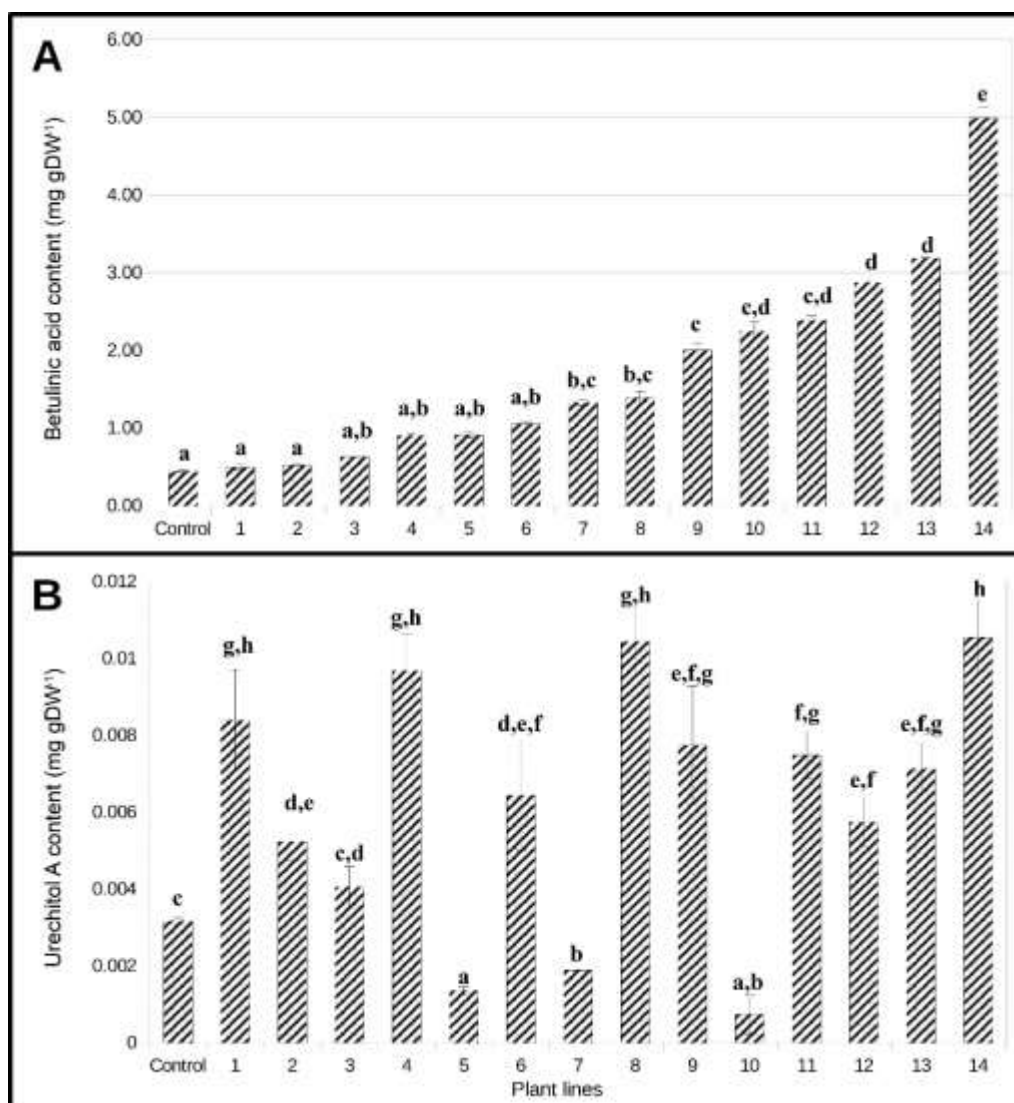 A
Betulinic acid content (mg gDW⁻¹)
6.00
5.00
4.00
3.00
2.00
1.00
0.00
a
a
a
a,b
a,b
a,b
a,b
b,c
b,c
c
c,d
c,d
d
d
e
Control 1 2 3 4 5 6 7 8 9 10 11 12 13 14
B
Urechitol A content (mg gDW⁻¹)
0.012
0.01
0.008
0.006
0.004
0.002
0
c
g,h
d,e
c,d
g,h
a
d,e,f
b
g,h
e,f,g
a,b
f,g
e,f
e,f,g
h
Control 1 2 3 4 5 6 7 8 9 10 11 12 13 14
Plant lines